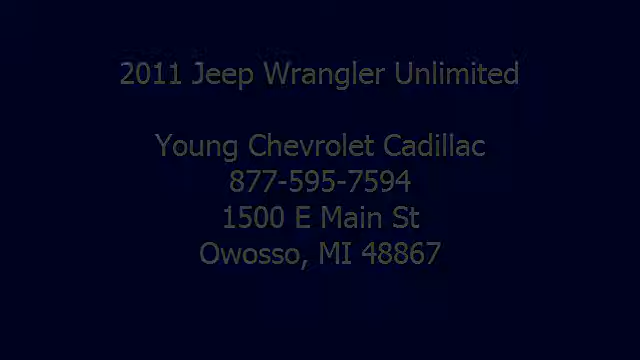 2011 Jeep Wrangler Unlimited
Young Chevrolet Cadillac
877-595-7594
1500 E Main St
Owosso, MI 48867